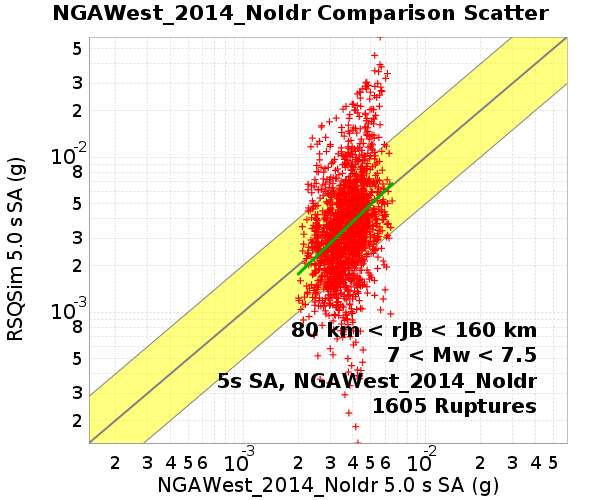 NGAWest_2014_NoIdr Comparison Scatter
RSQSim 5.0 s SA (g)
5
3
2
10-2
8
5
3
2
10-3
8
5
3
2
80 km < rJB < 160 km
7 < Mw < 7.5
5s SA, NGAWest_2014_NoIdr
1605 Ruptures
2 3 4 5 6 10-3 2 3 4 5 6 10-2 2 3 4 5
NGAWest_2014_NoIdr 5.0 s SA (g)